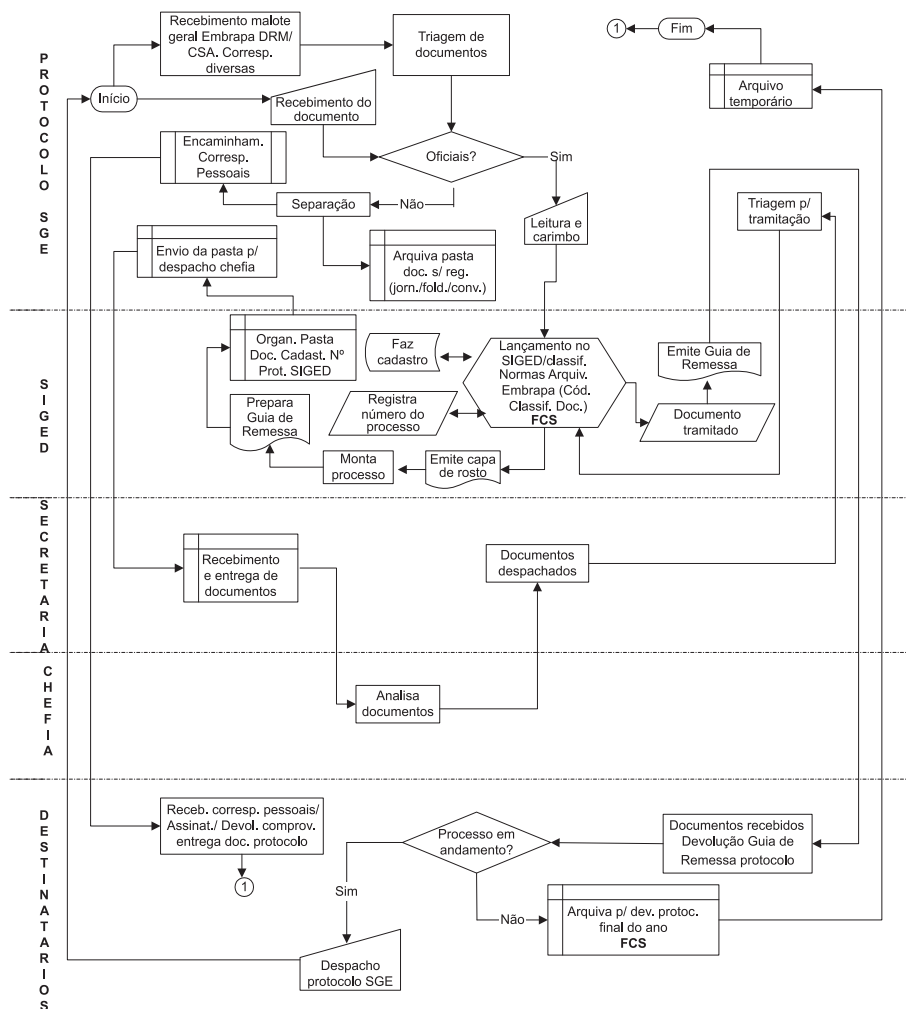 PROTOCOLO SGE
Recebimento malote
geral Embrapa DRM/
CSA. Corresp.
diversas
Triagem de
documentos
1
Fim
Início
Recebimento do
documento
Arquivo
temporário
Encaminham.
Corresp.
Pessoais
Oficiais?
Sim
Não
Separação
Leitura e
carimbo
Triagem p/
tramitação
Envio da pasta p/
despacho chefia
Arquiva pasta
doc. s/ reg.
(jorn./fold./conv.)
SIGED
Organ. Pasta
Doc. Cadast. Nº
Prot. SIGED
Faz
cadastro
Lançamento no
SIGED/classif.
Normas Arquiv.
Embrapa (Cód.
Classif. Doc.)
FCS
Emite Guia de
Remessa
Prepara
Guia de
Remessa
Registra
número do
processo
Documento
tramitado
Monta
processo
Emite capa
de rosto
SECRETARIA
Recebimento
e entrega de
documentos
Documentos
despachados
CHEFIA
Analisa
documentos
DESTINATARIOS
Receb. corresp. pessoais/
Assinat./ Devol. comprov.
entrega doc. protocolo
1
Processo em
andamento?
Documentos recebidos
Devolução Guia de
Remessa protocolo
Sim
Não
Arquiva p/ dev. protoc.
final do ano
FCS
Despacho
protocolo SGE